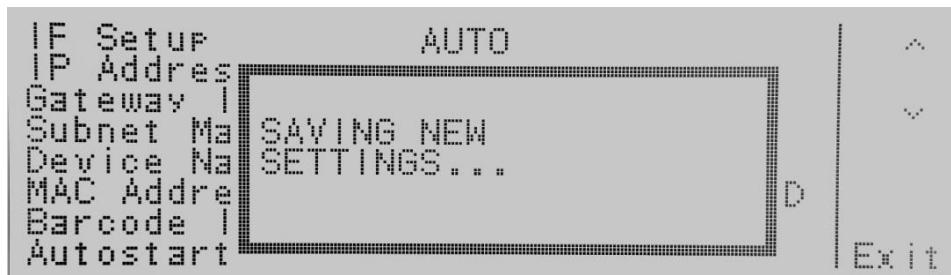 IF Setup AUTO
IP Addres
Gateway I
Subnet Ma SAVING NEW
Device Na SETTINGS...
MAC Addre D
Barcode I
Autostart Exit